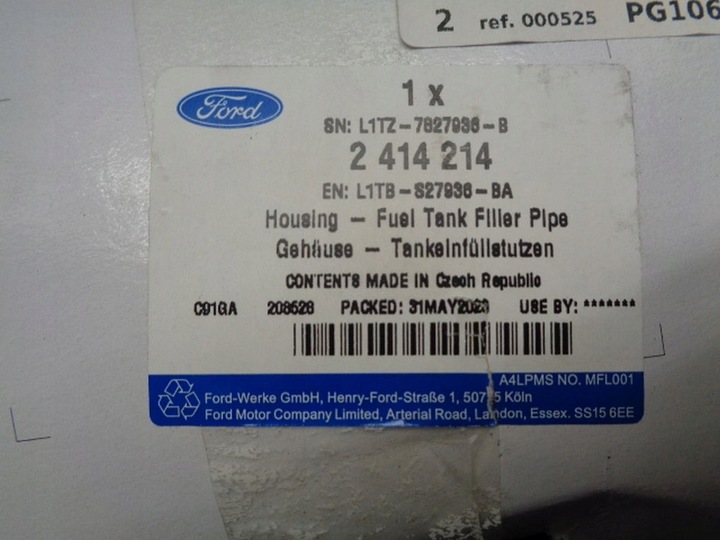 2 ref. 000525 PG106
Ford
1 x
SN: L1TZ-7827936-B
2 414 214
EN: L1TB-S27936-BA
Housing - Fuel Tank Filler Pipe
Gehäuse - Tankeinfüllstutzen
CONTENTS MADE IN Czech Republic
C91GA 208528 PACKED: 31MAY2023 USE BY: *******
A4LPMS NO. MFL001
Ford-Werke GmbH, Henry-Ford-Straße 1, Köln
Ford Motor Company Limited, Arterial Road, Laindon, Essex. SS15 6EE